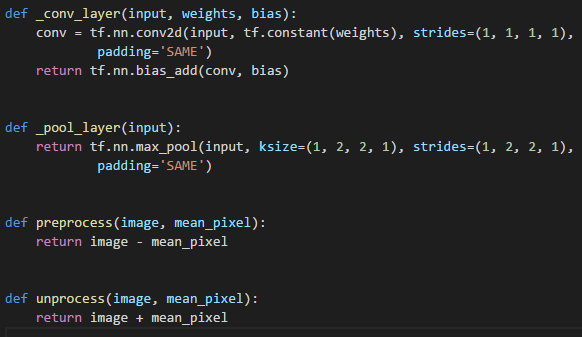 def _conv_layer(input, weights, bias):
    conv = tf.nn.conv2d(input, tf.constant(weights), strides=(1, 1, 1, 1),
            padding='SAME')
    return tf.nn.bias_add(conv, bias)
def _pool_layer(input):
    return tf.nn.max_pool(input, ksize=(1, 2, 2, 1), strides=(1, 2, 2, 1),
            padding='SAME')
def preprocess(image, mean_pixel):
    return image - mean_pixel
def unprocess(image, mean_pixel):
    return image + mean_pixel